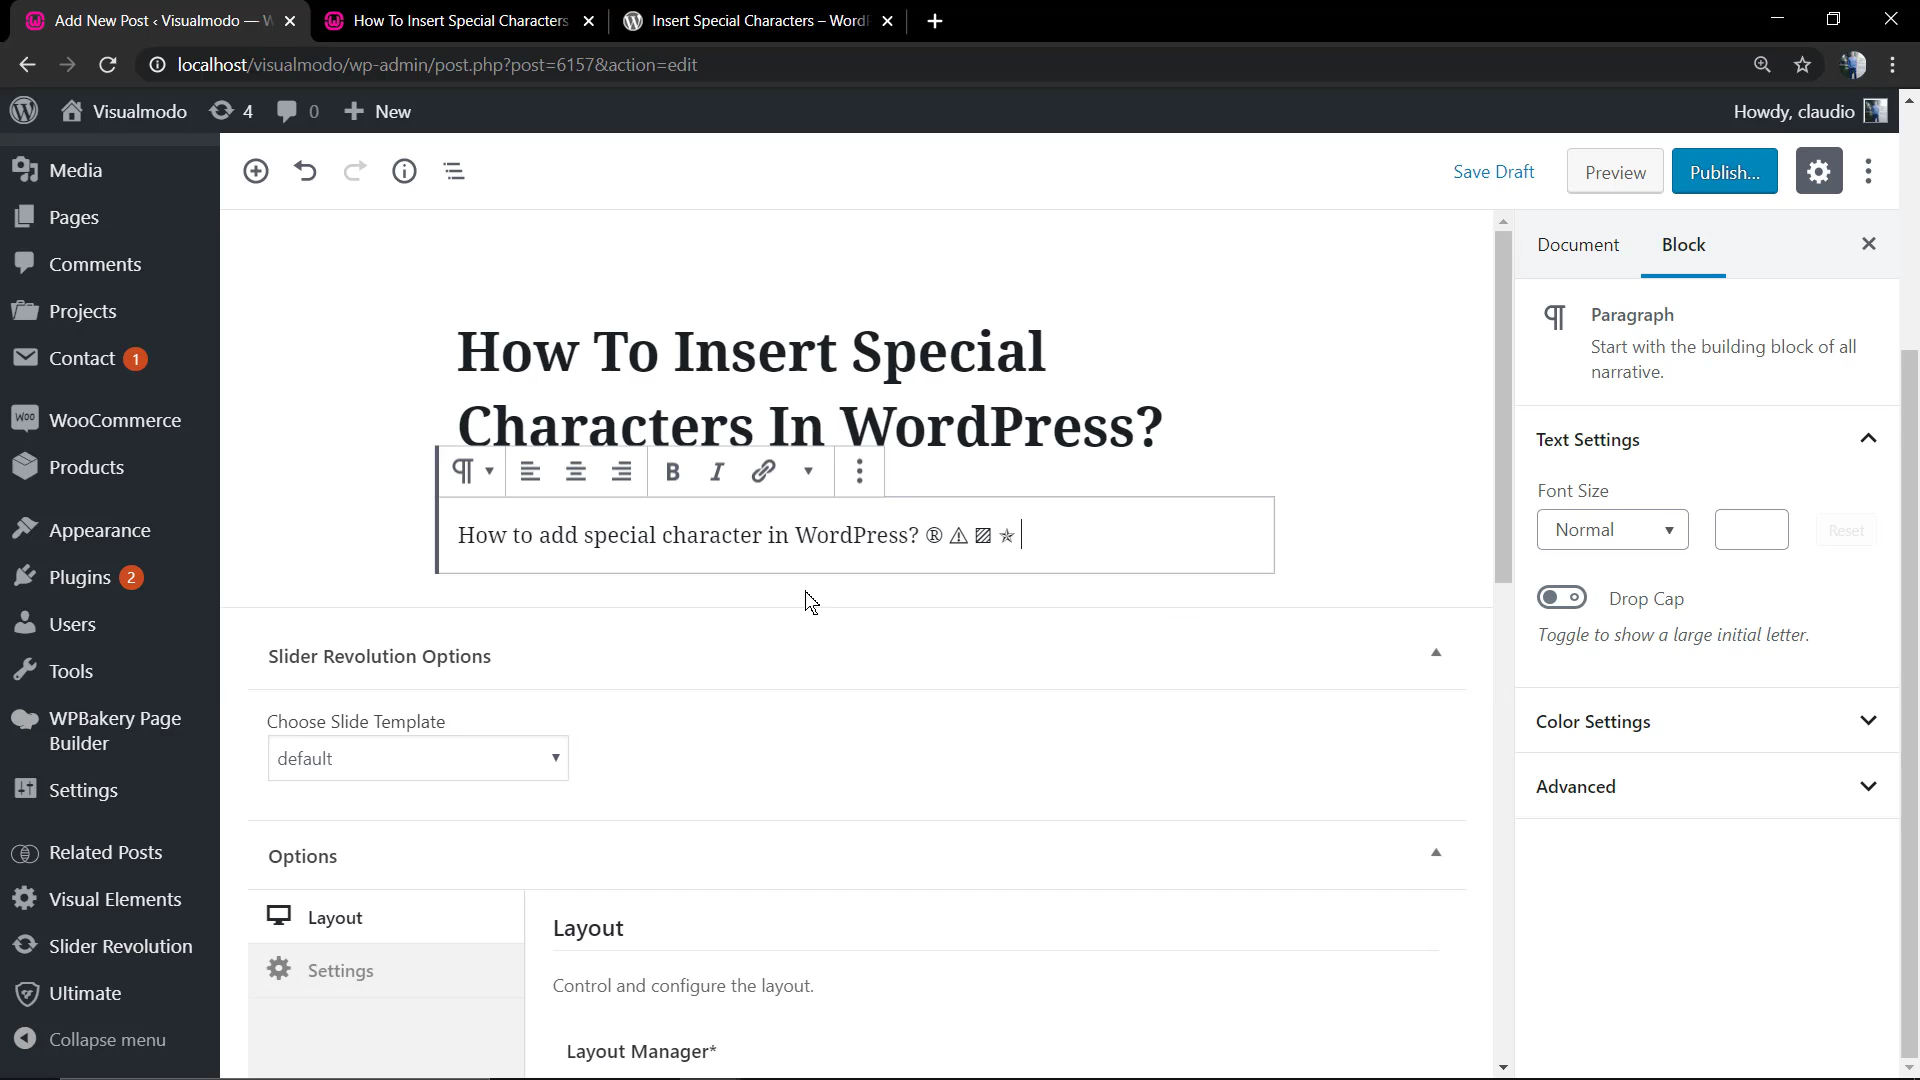 Add New Post ‹ Visualmodo — W
How To Insert Special Characters
Insert Special Characters – WordP
localhost/visualmodo/wp-admin/post.php?post=6157&action=edit
Visualmodo 4 0 New
Howdy, claudio
Media
Pages
Comments
Projects
Contact 1
WooCommerce
Products
Appearance
Plugins 2
Users
Tools
WPBakery Page
Builder
Settings
Related Posts
Visual Elements
Slider Revolution
Ultimate
Collapse menu
Save Draft
Preview
Publish...
How To Insert Special
Characters In WordPress?
B I
How to add special character in WordPress? ® ⚠ ▨ ✯
Slider Revolution Options
Choose Slide Template
default
Options
Layout
Settings
Layout
Control and configure the layout.
Layout Manager*
Document
Block
Paragraph
Start with the building block of all
narrative.
Text Settings
Font Size
Normal
Reset
Drop Cap
Toggle to show a large initial letter.
Color Settings
Advanced